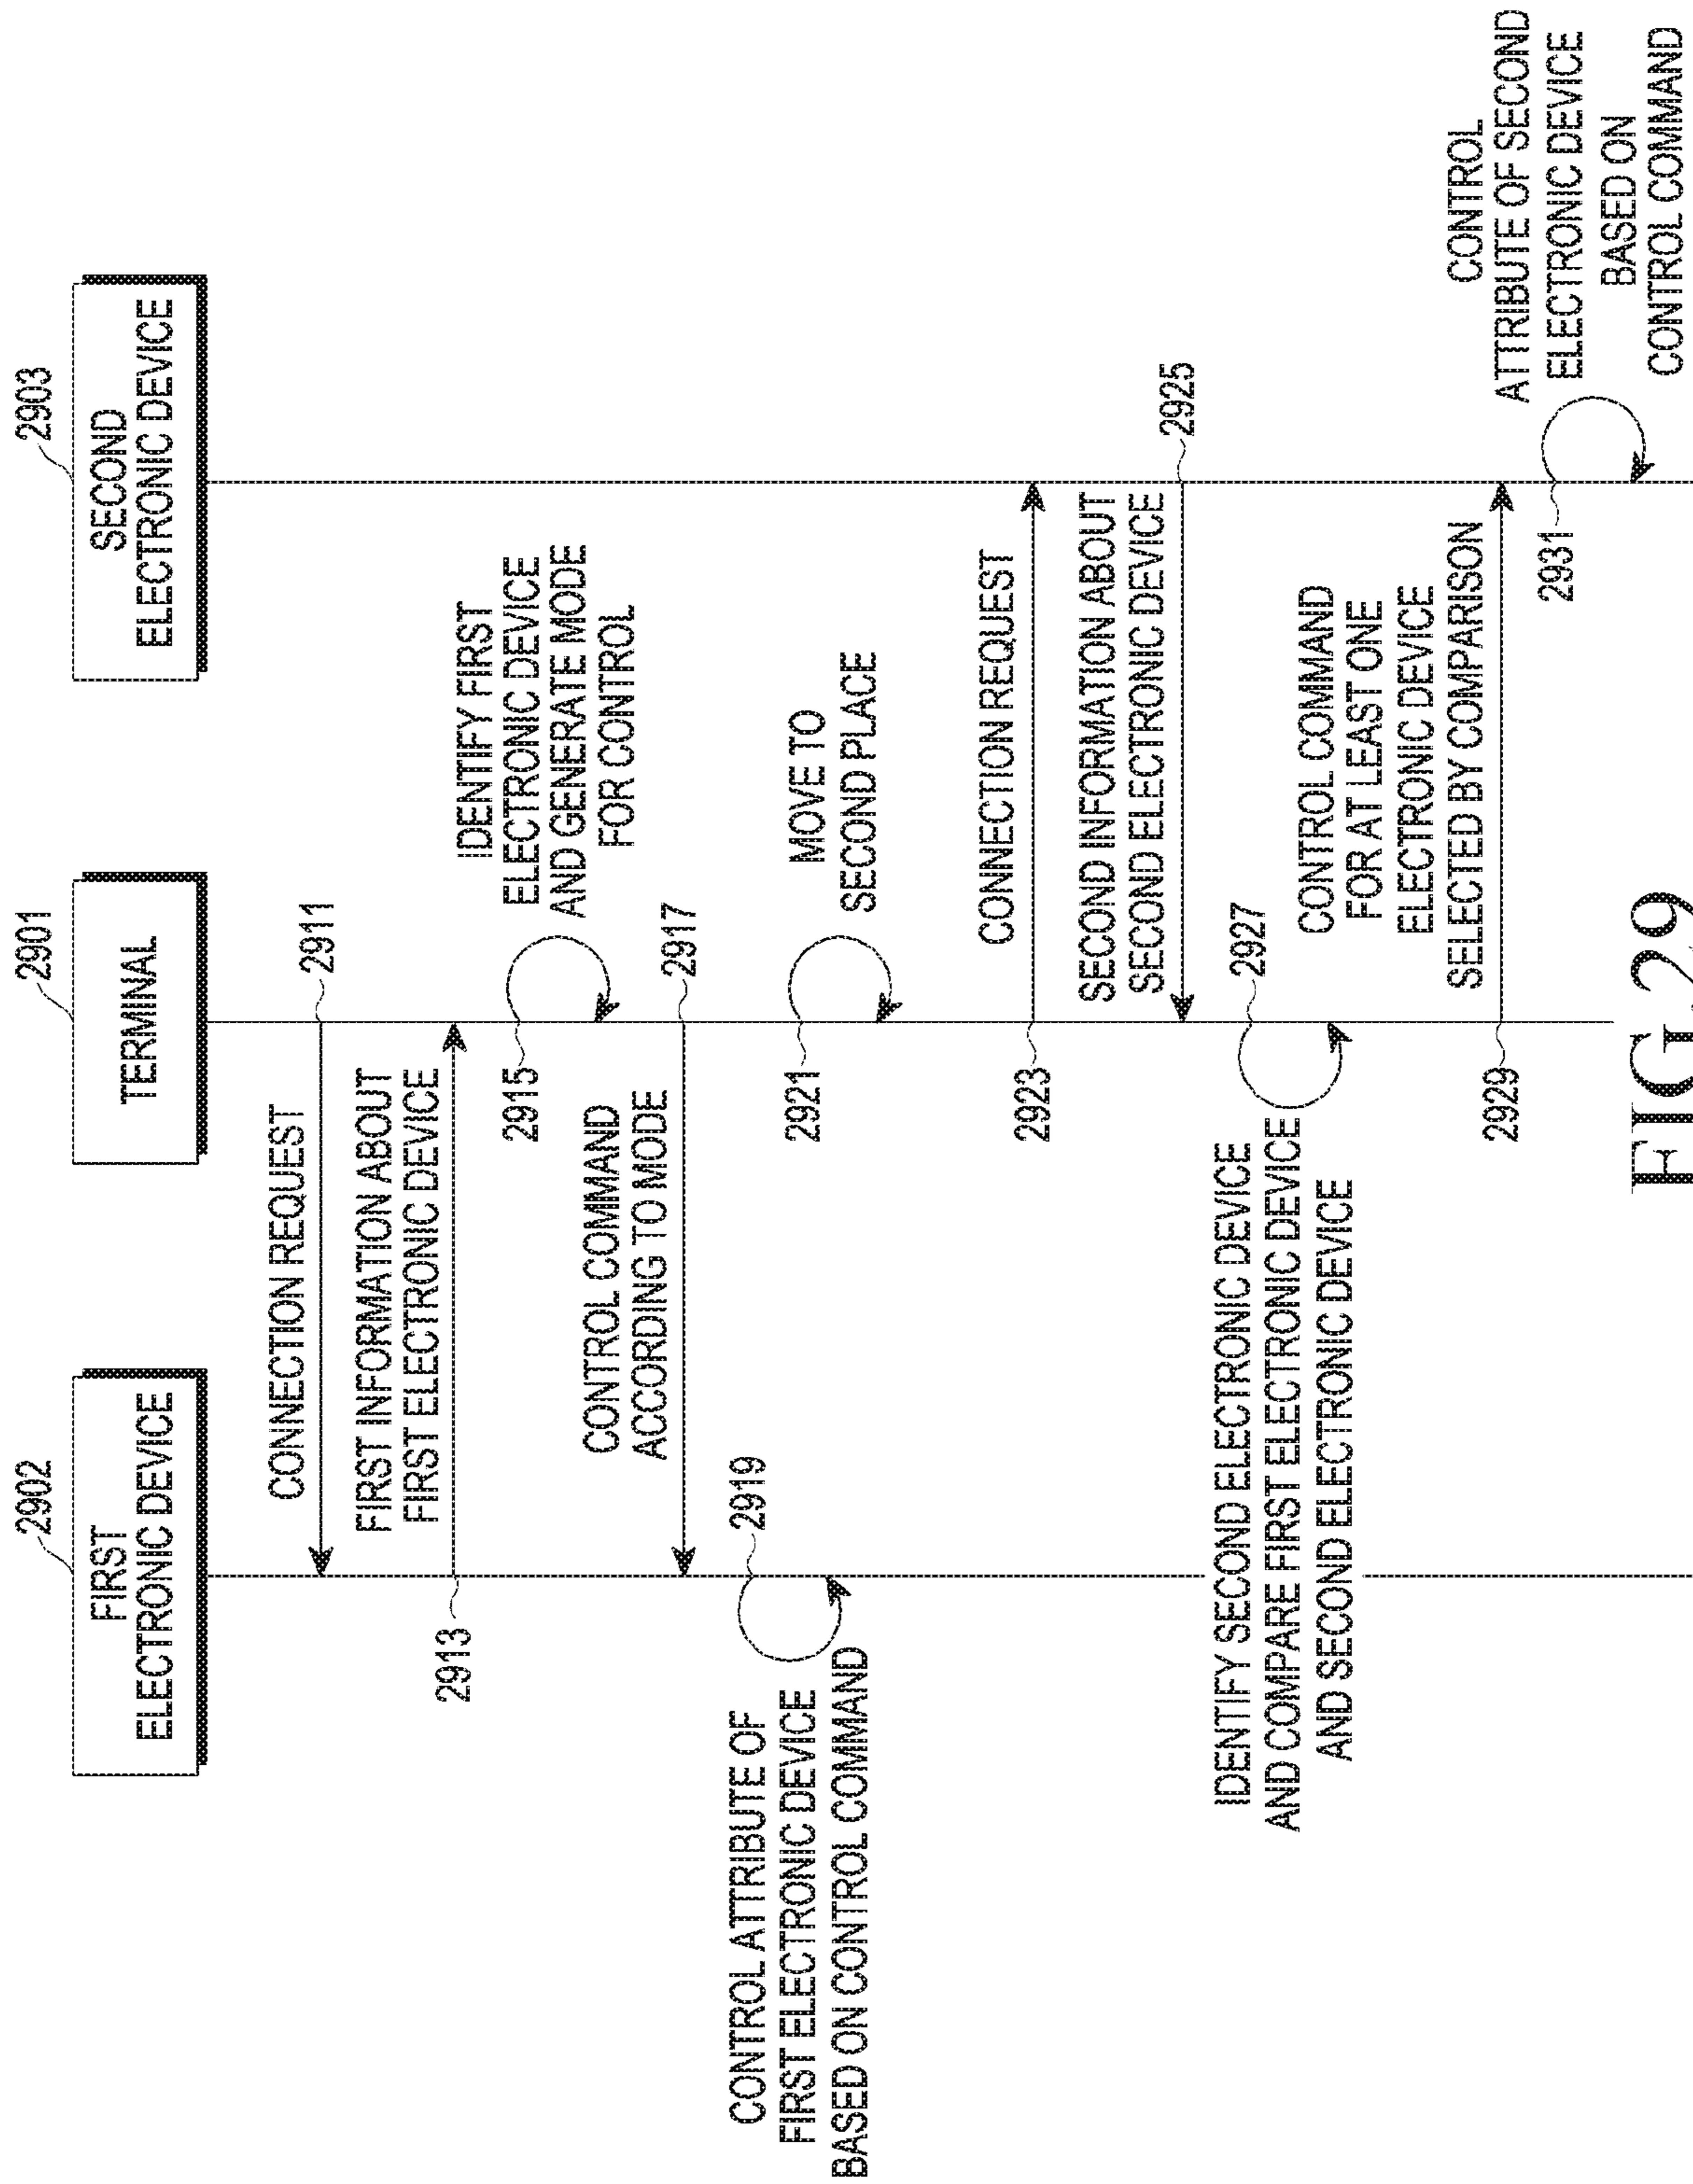 2902
FIRST
ELECTRONIC DEVICE
2901
TERMINAL
2903
SECOND
ELECTRONIC DEVICE
CONNECTION REQUEST
2911
FIRST INFORMATION ABOUT
FIRST ELECTRONIC DEVICE
2913
2915
IDENTIFY FIRST
ELECTRONIC DEVICE
AND GENERATE MODE
FOR CONTROL
CONTROL COMMAND
ACCORDING TO MODE
2917
2919
CONTROL ATTRIBUTE OF
FIRST ELECTRONIC DEVICE
BASED ON CONTROL COMMAND
2921
MOVE TO
SECOND PLACE
2923
CONNECTION REQUEST
SECOND INFORMATION ABOUT
SECOND ELECTRONIC DEVICE
2925
2927
IDENTIFY SECOND ELECTRONIC DEVICE
AND COMPARE FIRST ELECTRONIC DEVICE
AND SECOND ELECTRONIC DEVICE
CONTROL COMMAND
FOR AT LEAST ONE
ELECTRONIC DEVICE
SELECTED BY COMPARISON
2929
2931
CONTROL
ATTRIBUTE OF SECOND
ELECTRONIC DEVICE
BASED ON
CONTROL COMMAND
FIG.29